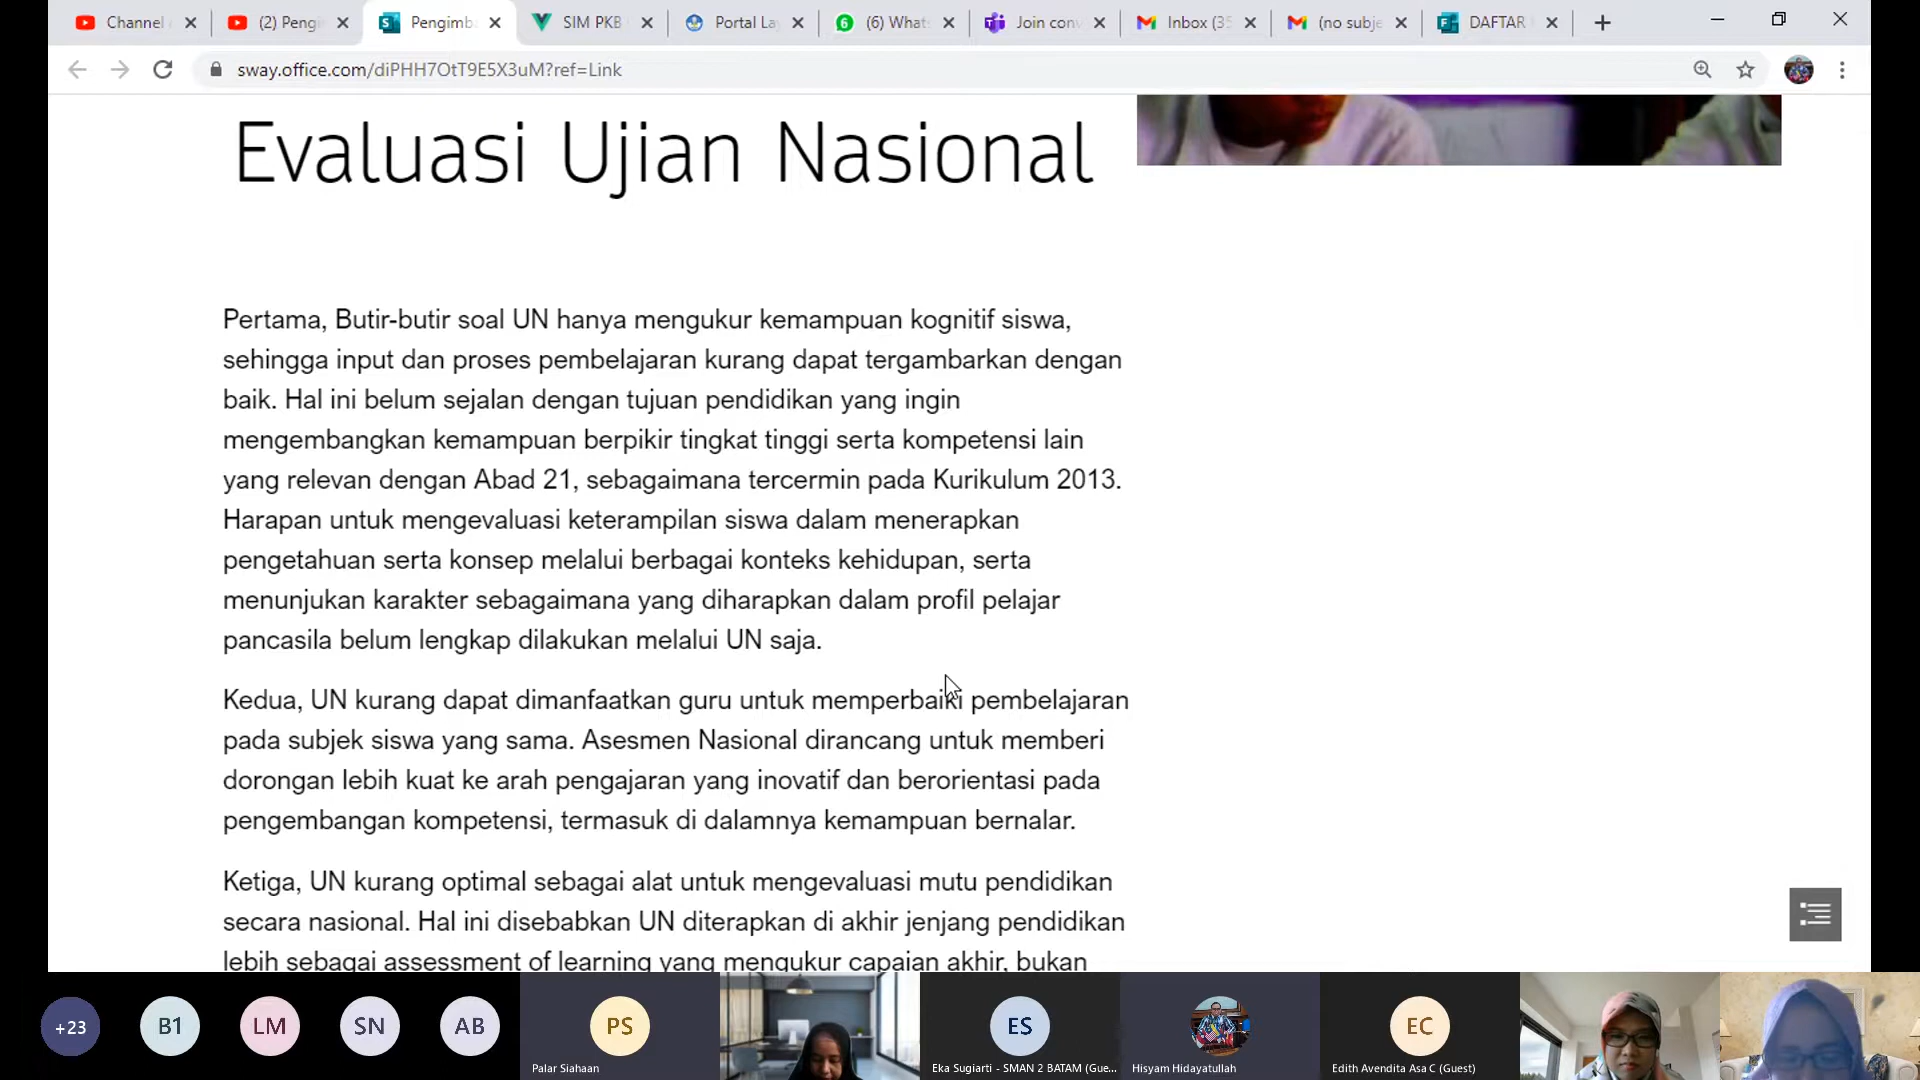 Channel
(2) Pengi
Pengimb
SIM PKB
Portal La
6
(6) What
Join con
Inbox (35
(no subje
DAFTAR
sway.office.com/diPHH7OtT9E5X3uM?ref=Link
Evaluasi Ujian Nasional
Pertama, Butir-butir soal UN hanya mengukur kemampuan kognitif siswa,
sehingga input dan proses pembelajaran kurang dapat tergambarkan dengan
baik. Hal ini belum sejalan dengan tujuan pendidikan yang ingin
mengembangkan kemampuan berpikir tingkat tinggi serta kompetensi lain
yang relevan dengan Abad 21, sebagaimana tercermin pada Kurikulum 2013.
Harapan untuk mengevaluasi keterampilan siswa dalam menerapkan
pengetahuan serta konsep melalui berbagai konteks kehidupan, serta
menunjukan karakter sebagaimana yang diharapkan dalam profil pelajar
pancasila belum lengkap dilakukan melalui UN saja.
Kedua, UN kurang dapat dimanfaatkan guru untuk memperbaiki pembelajaran
pada subjek siswa yang sama. Asesmen Nasional dirancang untuk memberi
dorongan lebih kuat ke arah pengajaran yang inovatif dan berorientasi pada
pengembangan kompetensi, termasuk di dalamnya kemampuan bernalar.
Ketiga, UN kurang optimal sebagai alat untuk mengevaluasi mutu pendidikan
secara nasional. Hal ini disebabkan UN diterapkan di akhir jenjang pendidikan
lebih sebagai assessment of learning yang mengukur capaian akhir, bukan
+23
B1
LM
SN
AB
PS
Palar Siahaan
ES
Eka Sugiarti - SMAN 2 BATAM (Gue...
Hisyam Hidayatullah
EC
Edith Avendita Asa C (Guest)